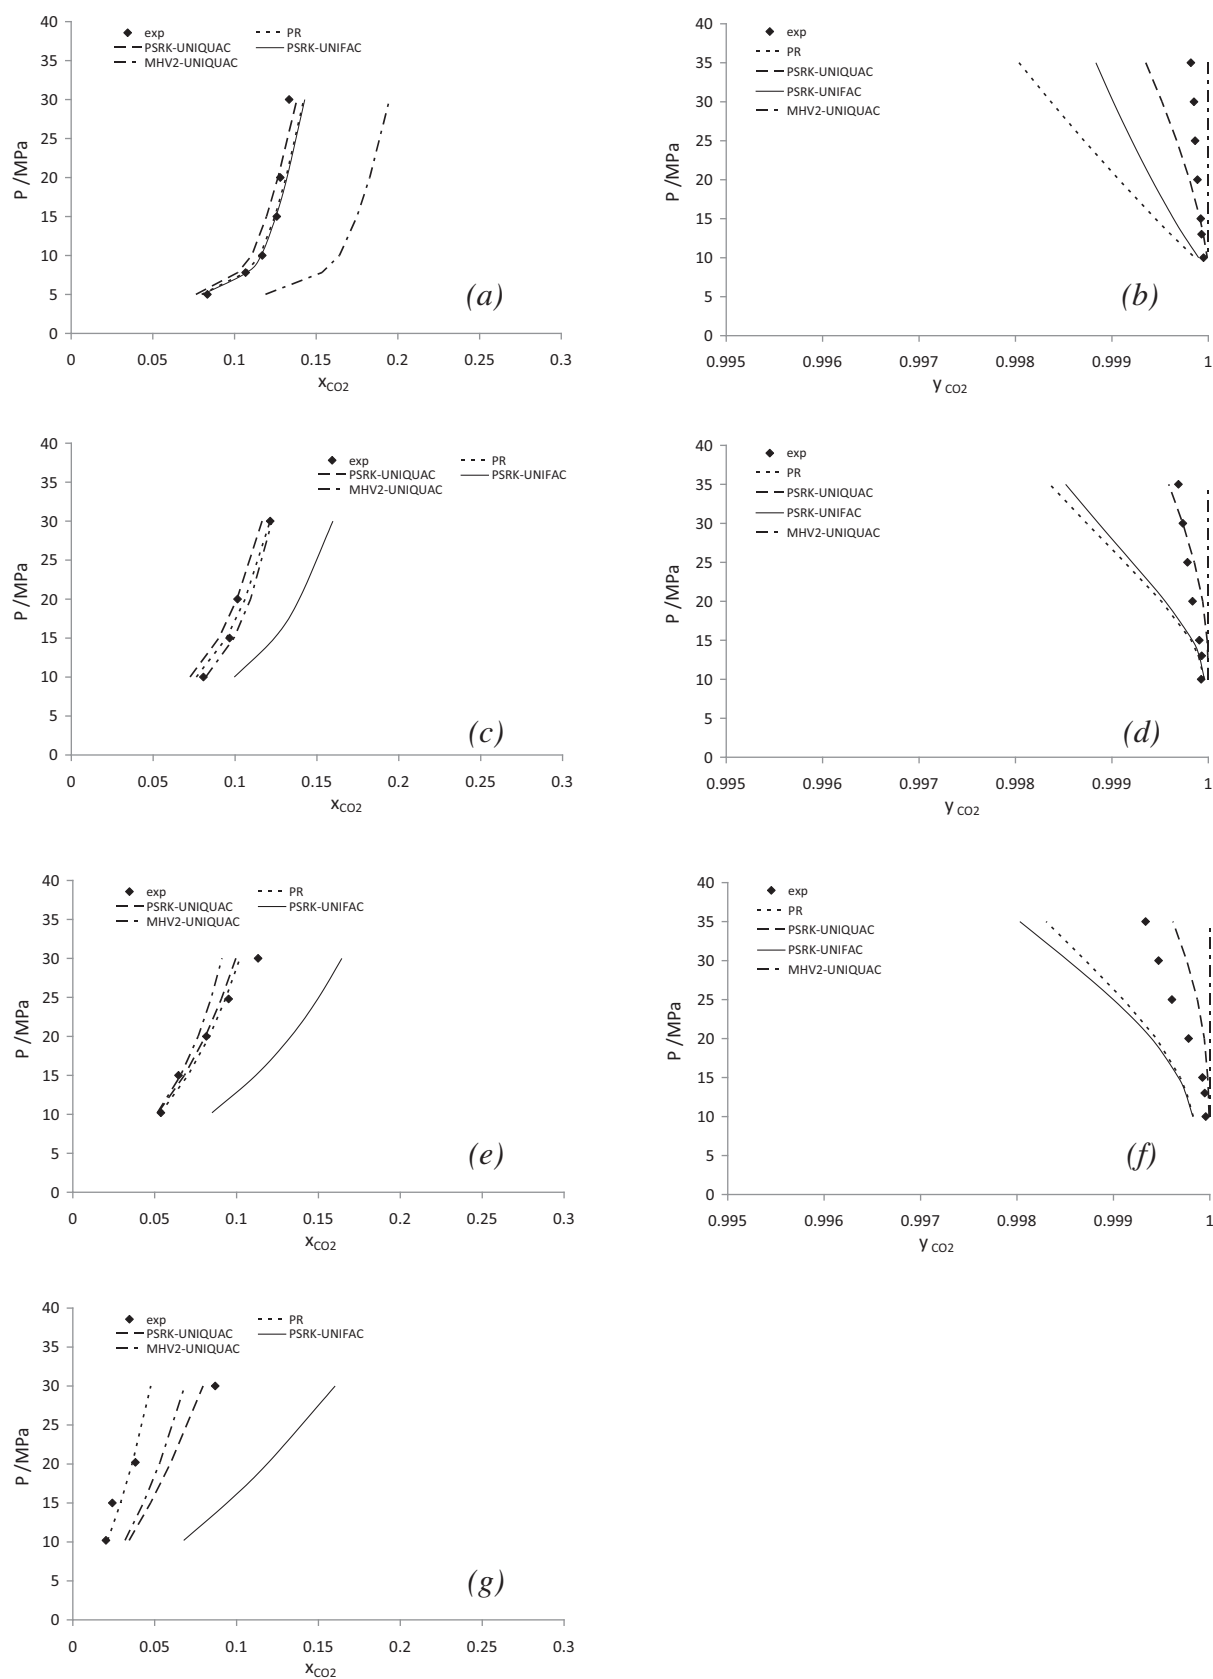 exp PR
PSRK-UNIQUAC PSRK-UNIFAC
MHV2-UNIQUAC
40
35
30
25
20
15
10
5
0
P /MPa
(a)
0 0.05 0.1 0.15 0.2 0.25 0.3
xCO2
exp
PR
PSRK-UNIQUAC
PSRK-UNIFAC
MHV2-UNIQUAC
40
35
30
25
20
15
10
5
0
P /MPa
(b)
0.995 0.996 0.997 0.998 0.999 1
y CO2
exp PR
PSRK-UNIQUAC PSRK-UNIFAC
MHV2-UNIQUAC
40
35
30
25
20
15
10
5
0
P /MPa
(c)
0 0.05 0.1 0.15 0.2 0.25 0.3
xCO2
exp
PR
PSRK-UNIQUAC
PSRK-UNIFAC
MHV2-UNIQUAC
40
35
30
25
20
15
10
5
0
P /MPa
(d)
0.995 0.996 0.997 0.998 0.999 1
y CO2
exp PR
PSRK-UNIQUAC PSRK-UNIFAC
MHV2-UNIQUAC
40
35
30
25
20
15
10
5
0
P /MPa
(e)
0 0.05 0.1 0.15 0.2 0.25 0.3
xCO2
exp
PR
PSRK-UNIQUAC
PSRK-UNIFAC
MHV2-UNIQUAC
40
35
30
25
20
15
10
5
0
P /MPa
(f)
0.995 0.996 0.997 0.998 0.999 1
y CO2
exp PR
PSRK-UNIQUAC PSRK-UNIFAC
MHV2-UNIQUAC
40
35
30
25
20
15
10
5
0
P /MPa
(g)
0 0.05 0.1 0.15 0.2 0.25 0.3
xCO2